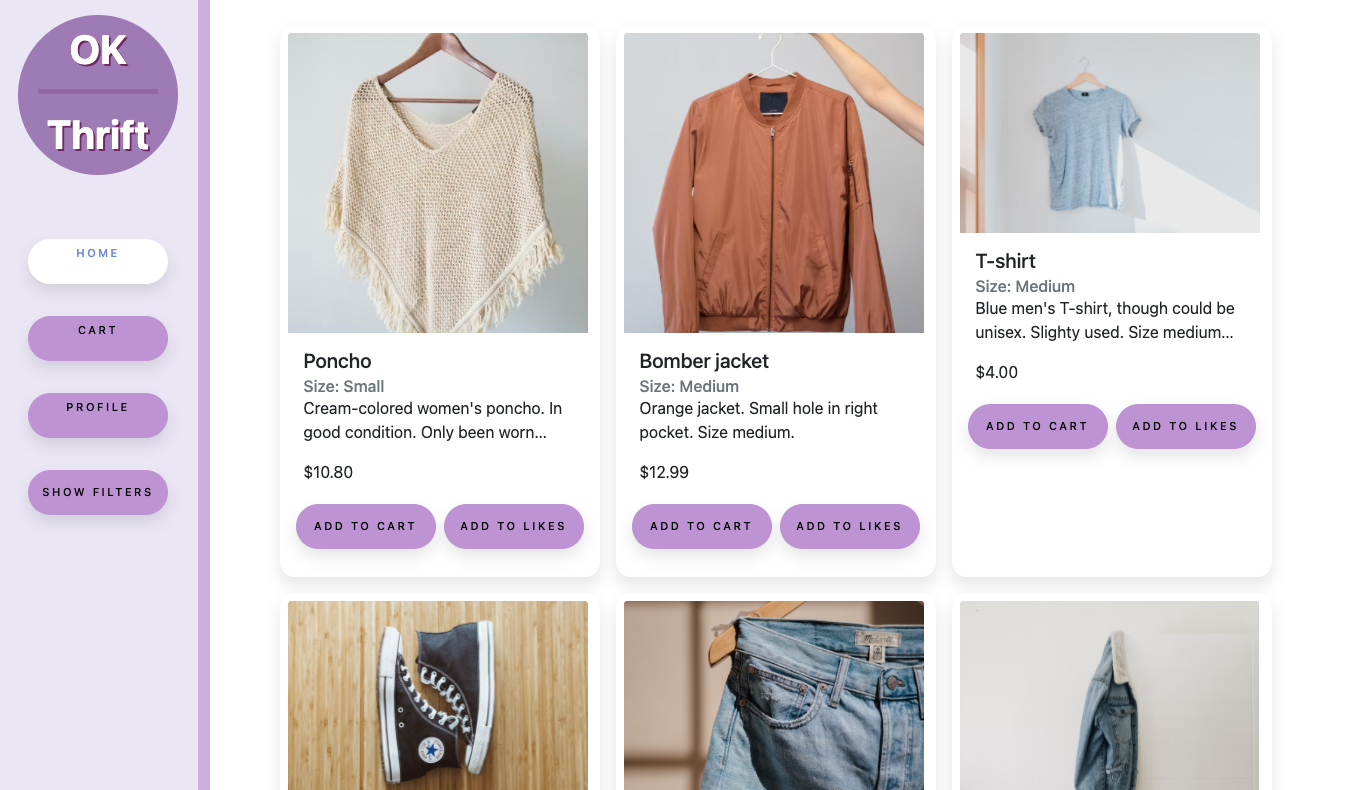 OK
Thrift
HOME
CART
PROFILE
SHOW FILTERS
Poncho
Size: Small
Cream-colored women's poncho. In
good condition. Only been worn...
$10.80
ADD TO CART
ADD TO LIKES
Bomber jacket
Size: Medium
Orange jacket. Small hole in right
pocket. Size medium.
$12.99
ADD TO CART
ADD TO LIKES
T-shirt
Size: Medium
Blue men's T-shirt, though could be
unisex. Slighty used. Size medium...
$4.00
ADD TO CART
ADD TO LIKES